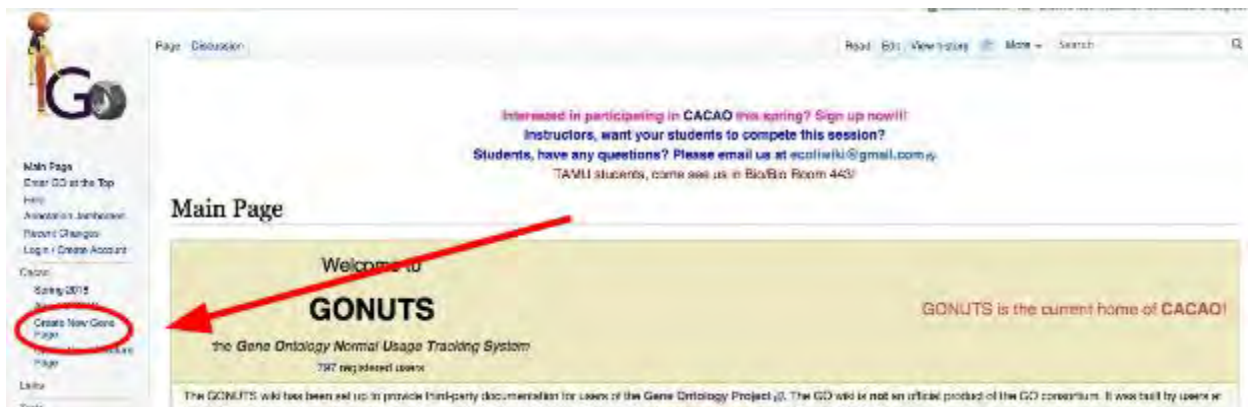 GO
Page Discussion
Read Edit View history More Search
Interested in participating in CACAO this spring? Sign up now!!!
Instructors, want your students to compete this session?
Students, have any questions? Please email us at ecoliwiki@gmail.com
TAMU students, come see us in Bio/Bio Room 443!
Main Page
Enter GO at the Top
Help
Annotation Jamborees
Recent Changes
Login / Create Account
Cacao
Spring 2018
Create New Gene
Page
Page
Links
Tools
Main Page
Welcome to
GONUTS
the Gene Ontology Normal Usage Tracking System
797 registered users
GONUTS is the current home of CACAO!
The GONUTS wiki has been set up to provide third-party documentation for users of the Gene Ontology Project. The GO wiki is not an official product of the GO consortium. It was built by users at